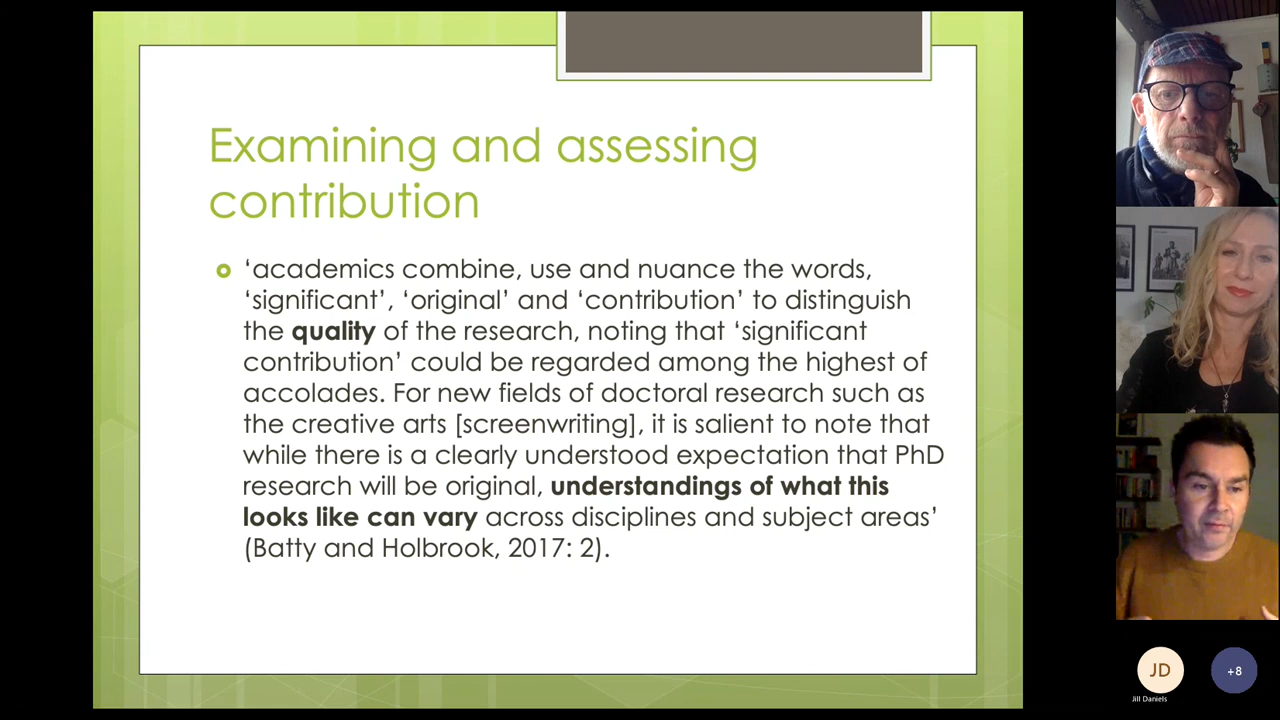 Examining and assessing
contribution
‘academics combine, use and nuance the words,
‘significant’, ‘original’ and ‘contribution’ to distinguish
the quality of the research, noting that ‘significant
contribution’ could be regarded among the highest of
accolades. For new fields of doctoral research such as
the creative arts [screenwriting], it is salient to note that
while there is a clearly understood expectation that PhD
research will be original, understandings of what this
looks like can vary across disciplines and subject areas’
(Batty and Holbrook, 2017: 2).
JD
+8
Jill Daniels